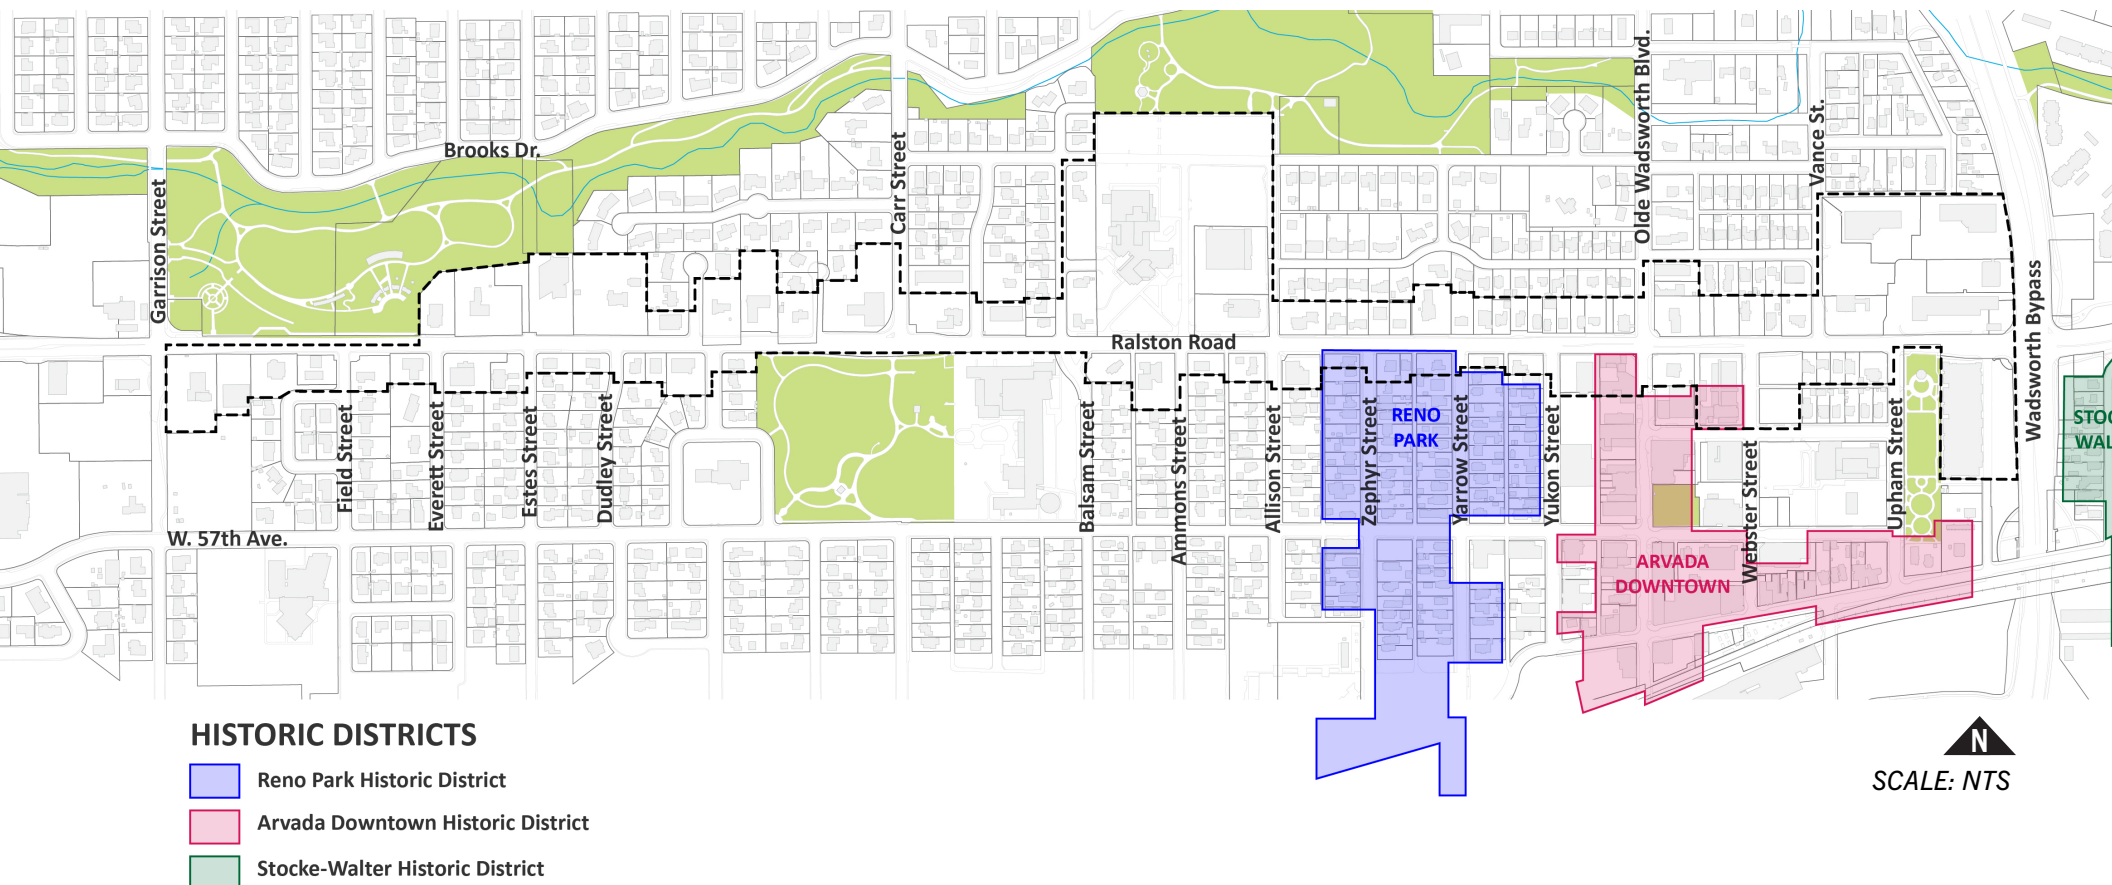 Brooks Dr.
Garrison Street
Carr Street
Olde Wadsworth Blvd.
Vance St.
Wadsworth Bypass
Ralston Road
Field Street
Everett Street
Estes Street
Dudley Street
Balsam Street
Ammons Street
Allison Street
Zephyr Street
RENO
PARK
Yarrow Street
Yukon Street
Webster Street
Upham Street
STOC
WAL
W. 57th Ave.
ARVADA
DOWNTOWN
HISTORIC DISTRICTS
Reno Park Historic District
Arvada Downtown Historic District
Stocke-Walter Historic District
N
SCALE: NTS